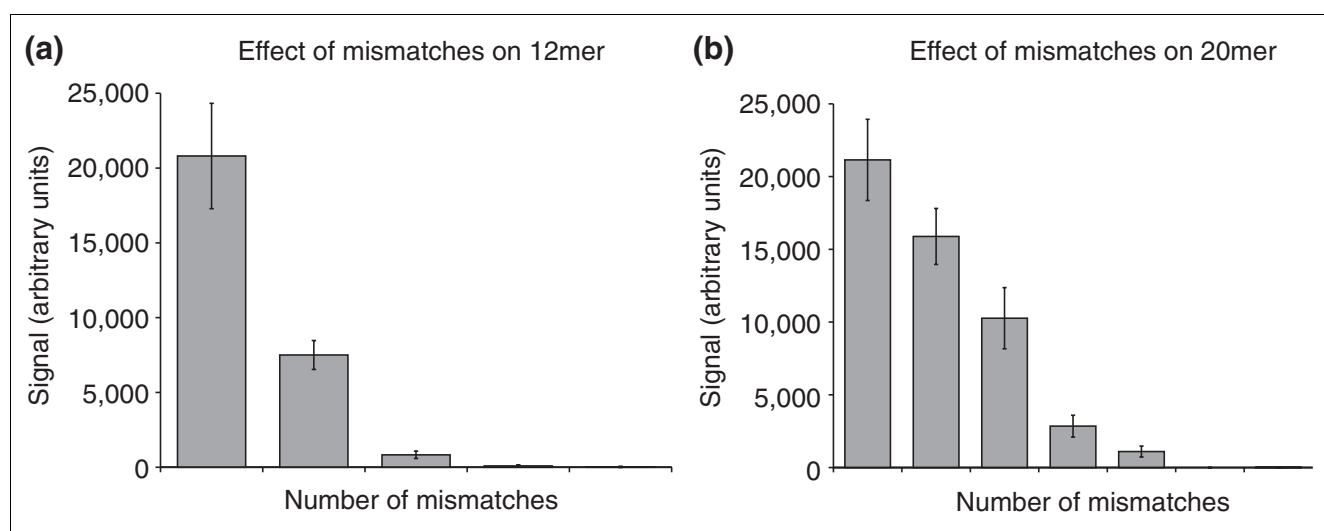 (a)
Effect of mismatches on 12mer
Signal (arbitrary units)
25,000
20,000
15,000
10,000
5,000
0
Number of mismatches
(b)
Effect of mismatches on 20mer
Signal (arbitrary units)
25,000
20,000
15,000
10,000
5,000
0
Number of mismatches